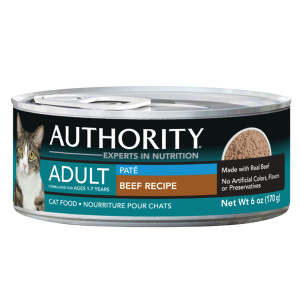 AUTHORITY
EXPERTS IN NUTRITION
ADULT
FORMULATED FOR AGES 1-7 YEARS
PATÉ
BEEF RECIPE
CAT FOOD • NOURRITURE POUR CHATS
Made with Real Beef
No Artificial Colors, Flavors
or Preservatives
Net Wt 6 oz (170 g)